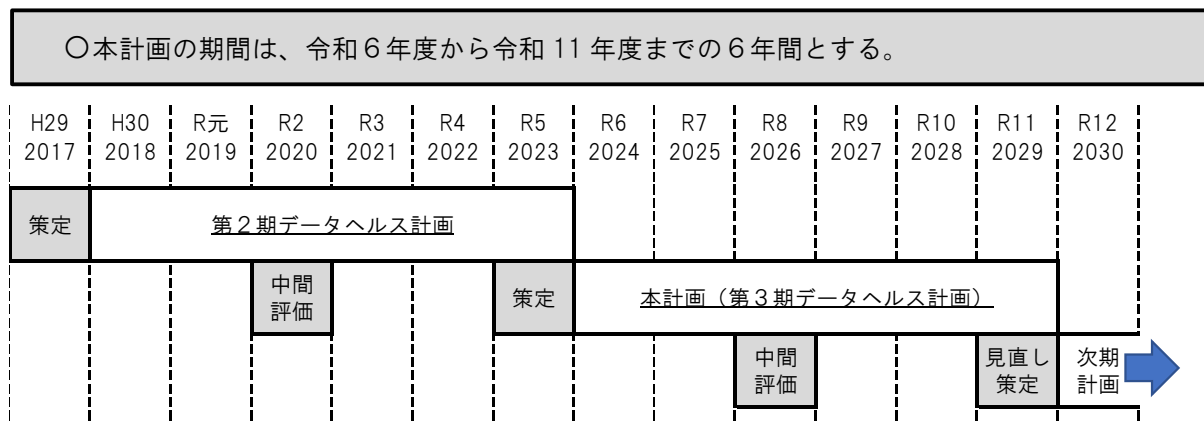 ○本計画の期間は、令和６年度から令和 11 年度までの６年間とする。
H29 H30 R元 R2 R3 R4 R5 R6 R7 R8 R9 R10 R11 R12
2017 2018 2019 2020 2021 2022 2023 2024 2025 2026 2027 2028 2029 2030
策定 第２期データヘルス計画
中間
評価
策定 本計画（第３期データヘルス計画）
中間
評価
見直し
策定
次期
計画